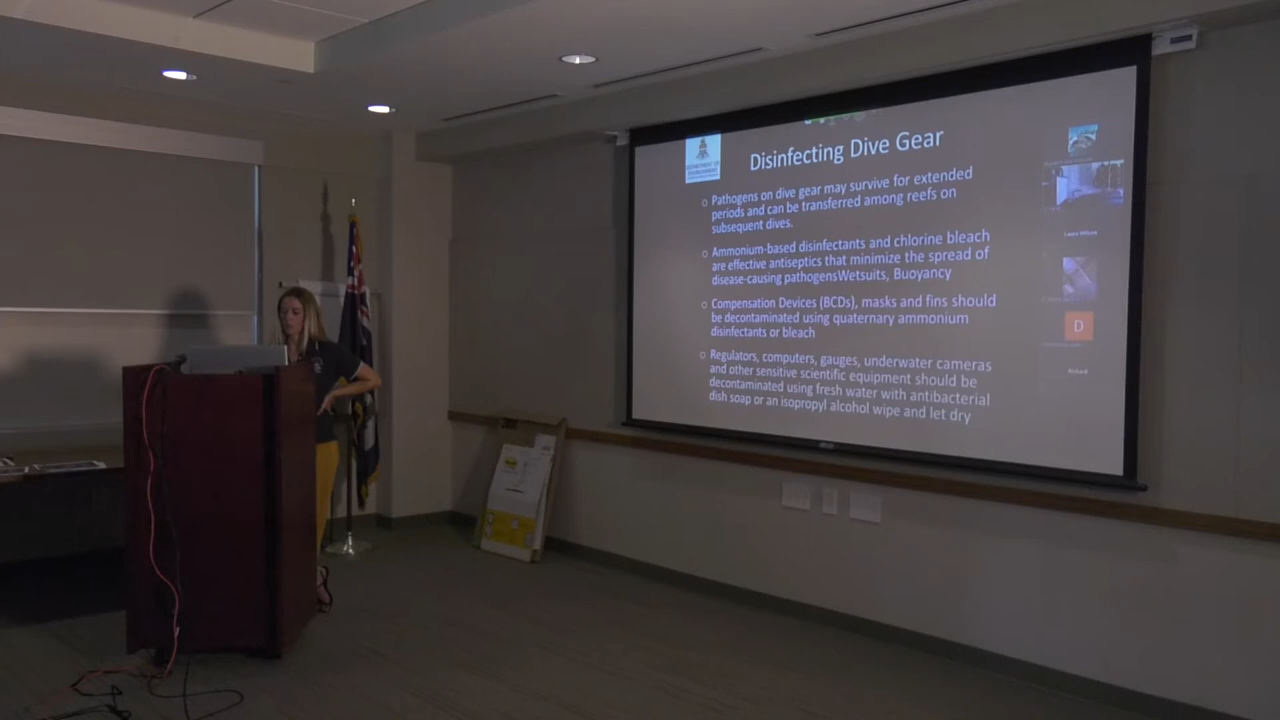 DEPARTMENT OF
ENVIRONMENT
Disinfecting Dive Gear
Pathogens on dive gear may survive for extended
periods and can be transferred among reefs on
subsequent dives.
Ammonium-based disinfectants and chlorine bleach
are effective antiseptics that minimize the spread of
disease-causing pathogensWetsuits, Buoyancy
Compensation Devices (BCDs), masks and fins should
be decontaminated using quaternary ammonium
disinfectants or bleach
Regulators, computers, gauges, underwater cameras
and other sensitive scientific equipment should be
decontaminated using fresh water with antibacterial
dish soap or an isopropyl alcohol wipe and let dry
D
Richard